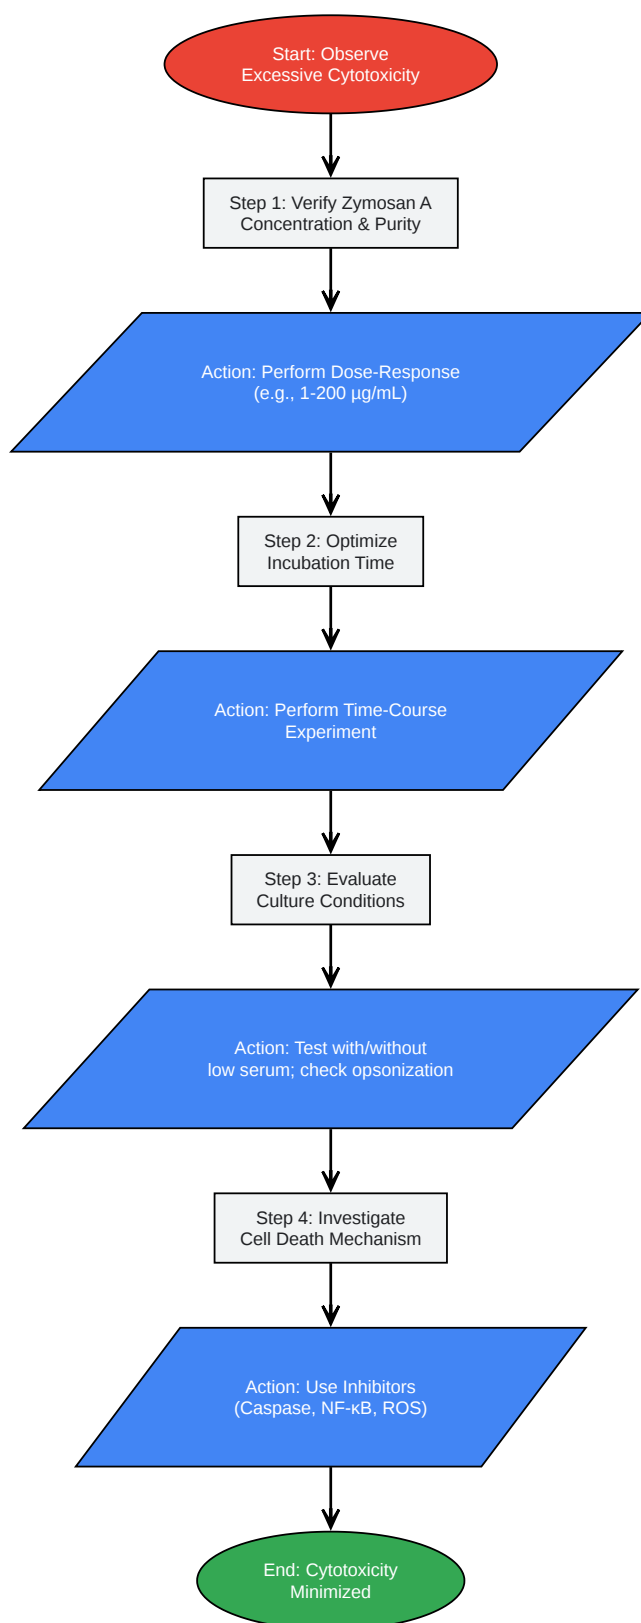 Start: Observe
Excessive Cytotoxicity
Step 1: Verify Zymosan A
Concentration & Purity
Action: Perform Dose-Response
(e.g., 1-200 µg/mL)
Step 2: Optimize
Incubation Time
Action: Perform Time-Course
Experiment
Step 3: Evaluate
Culture Conditions
Action: Test with/without
low serum; check opsonization
Step 4: Investigate
Cell Death Mechanism
Action: Use Inhibitors
(Caspase, NF-κB, ROS)
End: Cytotoxicity
Minimized